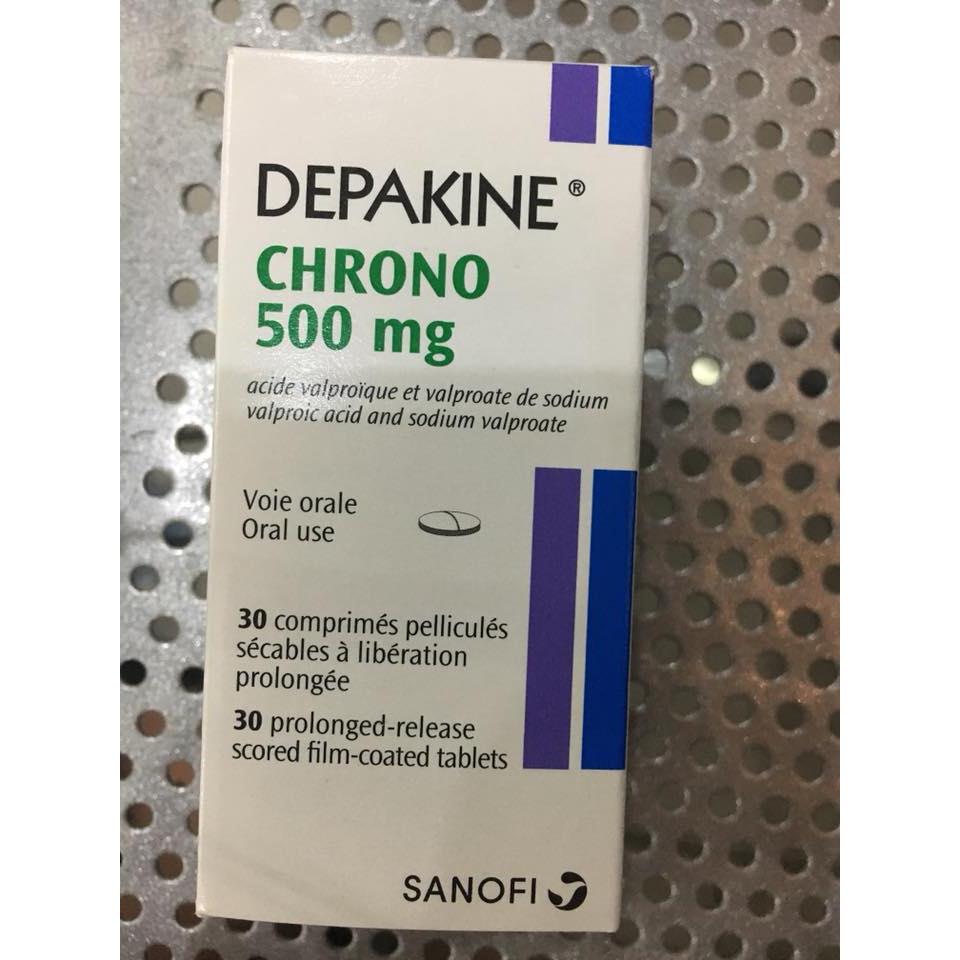 DEPAKINE®
CHRONO
500 mg
acide valproïque et valproate de sodium
valproic acid and sodium valproate
Voie orale
Oral use
30 comprimés pelliculés
sécables à libération
prolongée
30 prolonged-release
scored film-coated tablets
SANOFI